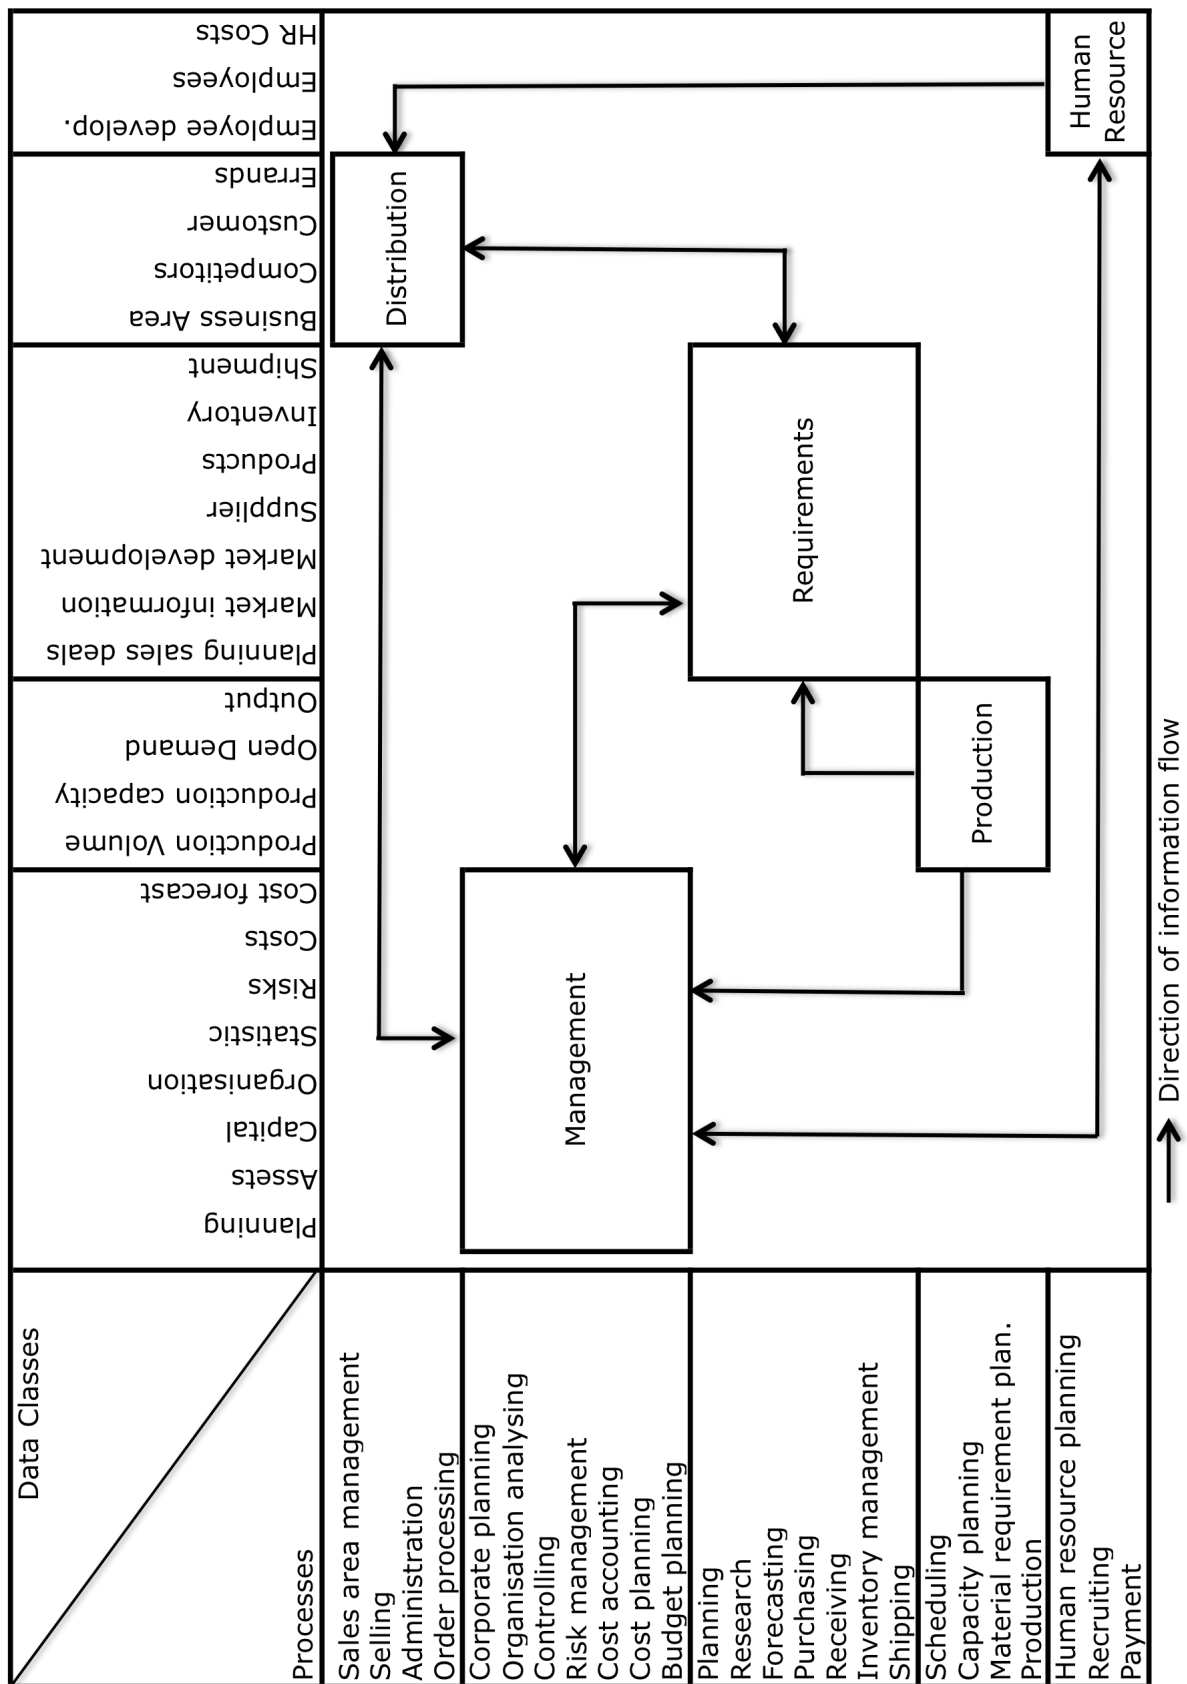 Data Classes
Processes
Planning
Assets
Capital
Organisation
Statistic
Risks
Costs
Cost forecast
Production Volume
Production capacity
Open Demand
Output
Planning sales deals
Market information
Market development
Supplier
Products
Inventory
Shipment
Business Area
Competitors
Customer
Errands
Employee develop.
Employees
HR Costs
Sales area management
Selling
Administration
Order processing
Corporate planning
Organisation analysing
Controlling
Risk management
Cost accounting
Cost planning
Budget planning
Planning
Research
Forecasting
Purchasing
Receiving
Inventory management
Shipping
Scheduling
Capacity planning
Material requirement plan.
Production
Human resource planning
Recruiting
Payment
Distribution
Management
Requirements
Production
Human
Resource
Direction of information flow